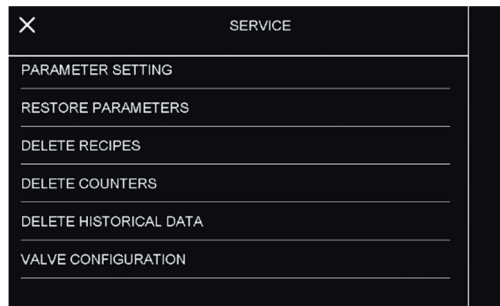 SERVICE
PARAMETER SETTING
RESTORE PARAMETERS
DELETE RECIPES
DELETE COUNTERS
DELETE HISTORICAL DATA
VALVE CONFIGURATION